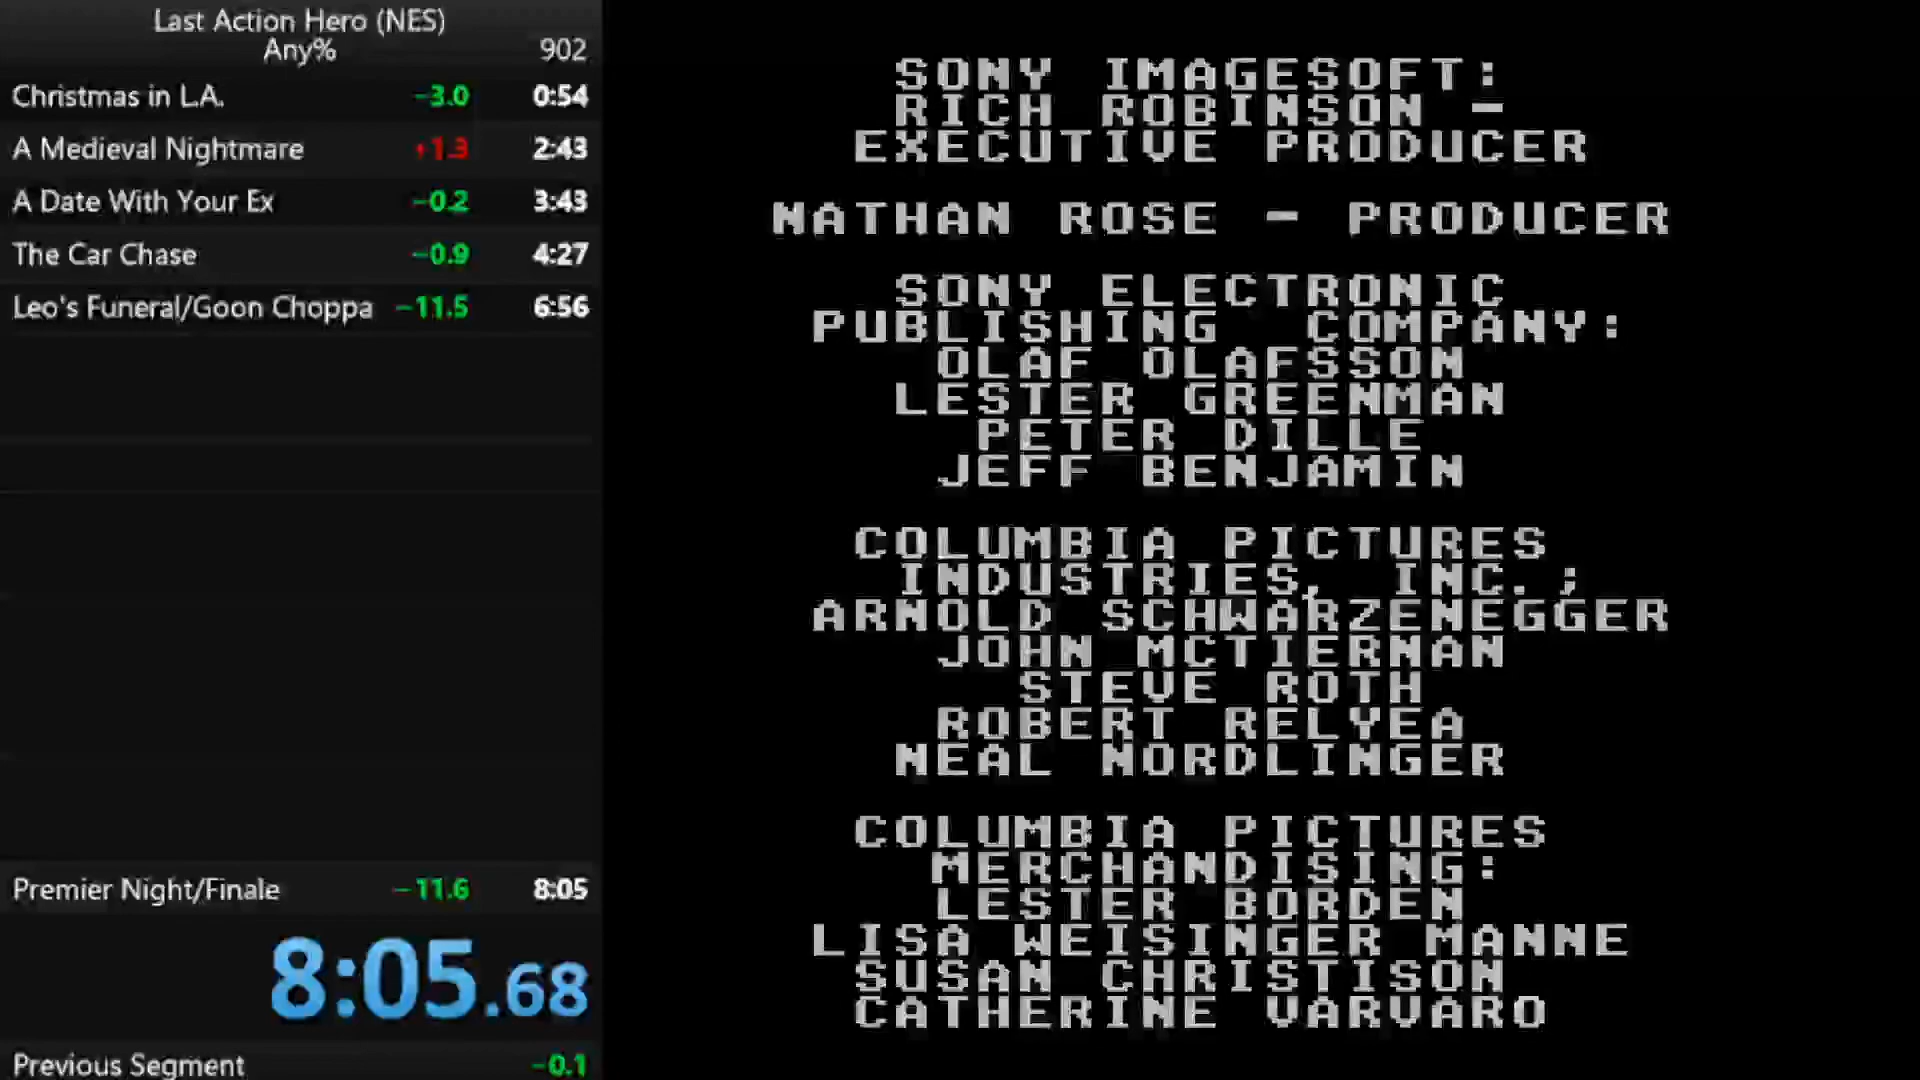 Last Action Hero (NES)
Any% 902
Christmas in L.A. -3.0 0:54
A Medieval Nightmare +1.3 2:43
A Date With Your Ex -0.2 3:43
The Car Chase -0.9 4:27
Leo's Funeral/Goon Choppa -11.5 6:56
Premier Night/Finale -11.6 8:05
8:05.68
Previous Segment -0.1
SONY IMAGESOFT:
RICH ROBINSON -
EXECUTIVE PRODUCER
NATHAN ROSE - PRODUCER
SONY ELECTRONIC
PUBLISHING COMPANY:
OLAF OLAFSSON
LESTER GREENMAN
PETER DILLE
JEFF BENJAMIN
COLUMBIA PICTURES
INDUSTRIES, INC.;
ARNOLD SCHWARZENEGGER
JOHN MCTIERNAN
STEVE ROTH
ROBERT RELYEA
NEAL NORDLINGER
COLUMBIA PICTURES
MERCHANDISING:
LESTER BORDEN
LISA WEISINGER MANNE
SUSAN CHRISTISON
CATHERINE VARVARO